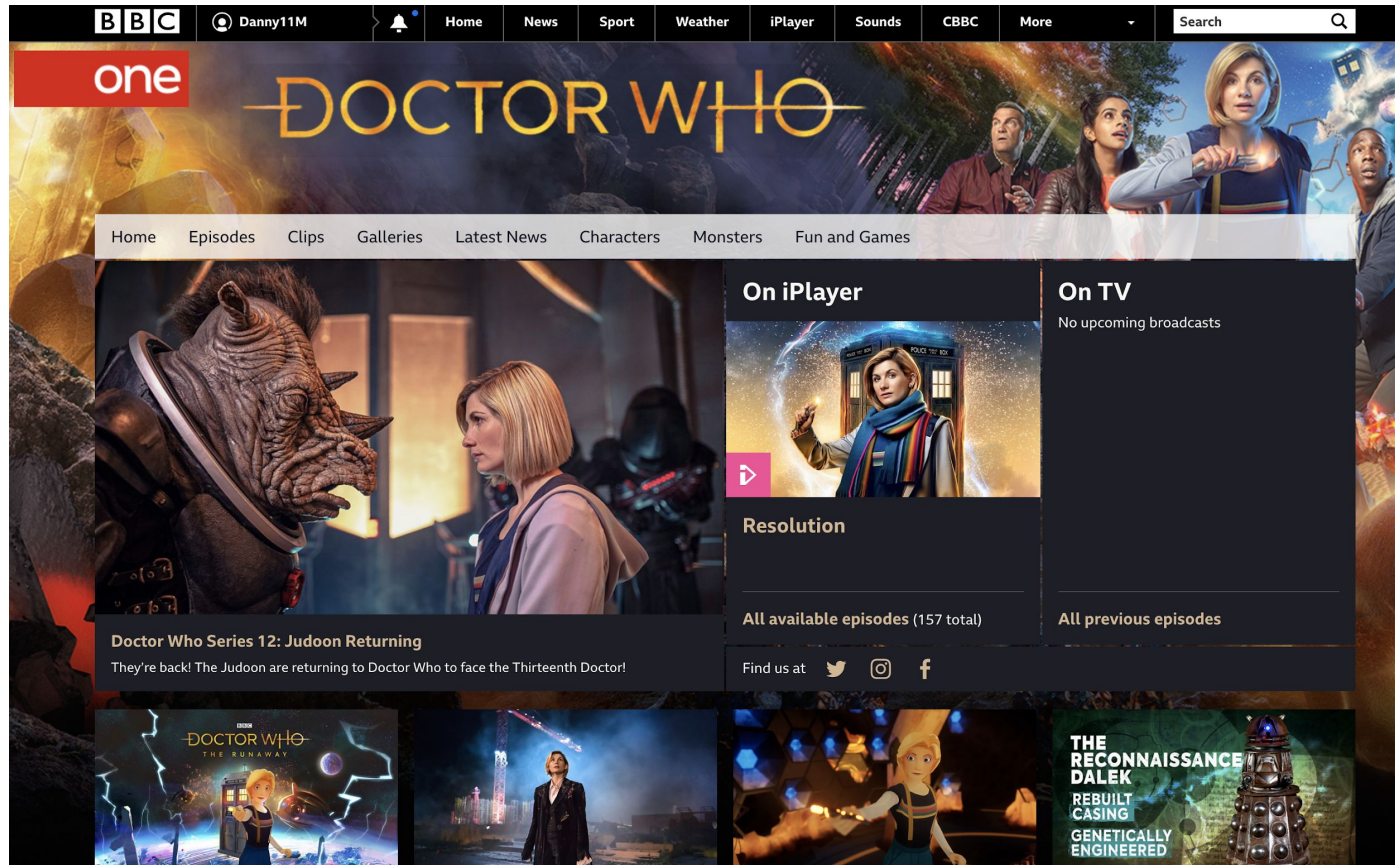 BBC
Danny11M
Home
News
Sport
Weather
iPlayer
Sounds
CBBC
More
Search
one
DOCTOR WHO
Home
Episodes
Clips
Galleries
Latest News
Characters
Monsters
Fun and Games
On iPlayer
POLICE BOX
Resolution
All available episodes (157 total)
On TV
No upcoming broadcasts
All previous episodes
Doctor Who Series 12: Judoon Returning
They're back! The Judoon are returning to Doctor Who to face the Thirteenth Doctor!
Find us at
BBC
DOCTOR WHO
THE RUNAWAY
THE
RECONNAISSANCE
DALEK
REBUILT
CASING
GENETICALLY
ENGINEERED